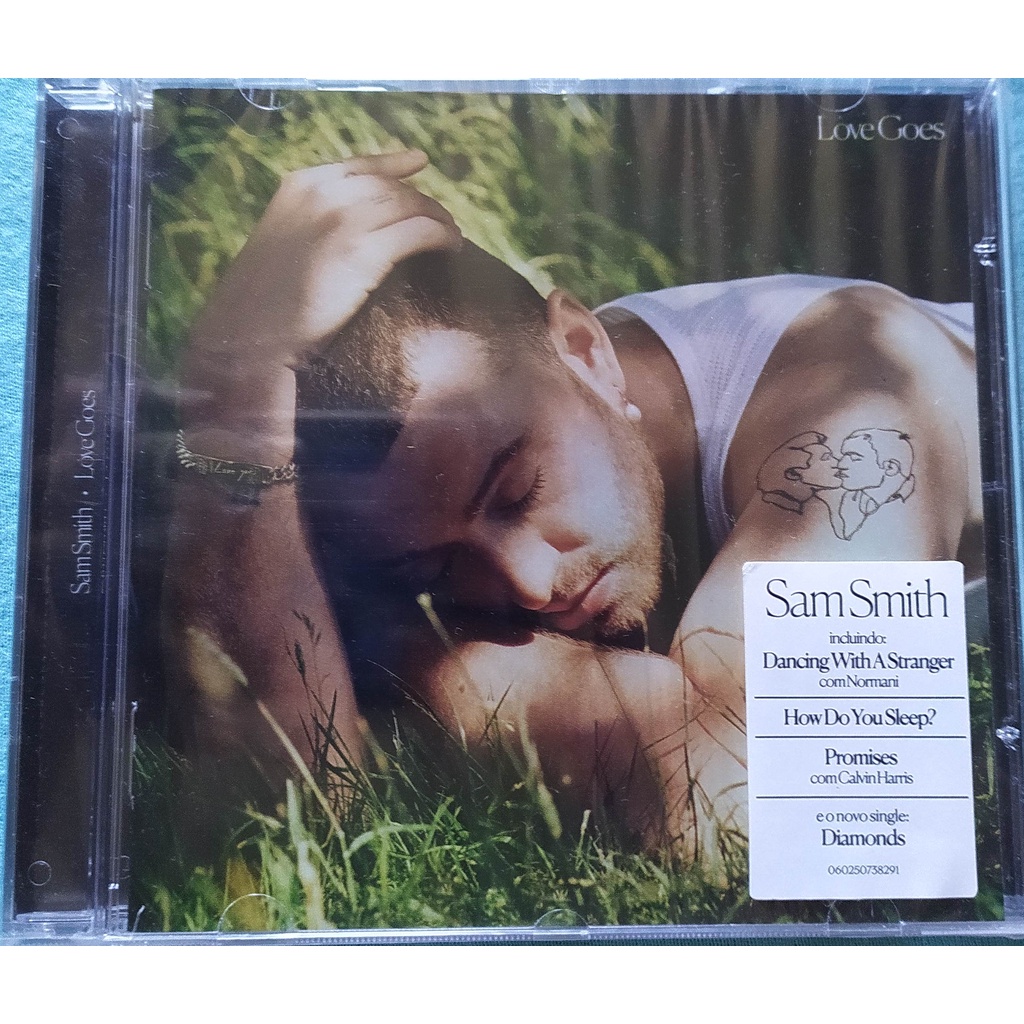 Love Goes
Sam Smith • Love Goes
Sam Smith
incluindo:
Dancing With A Stranger
com Normani
How Do You Sleep?
Promises
com Calvin Harris
e o novo single:
Diamonds
060250738291